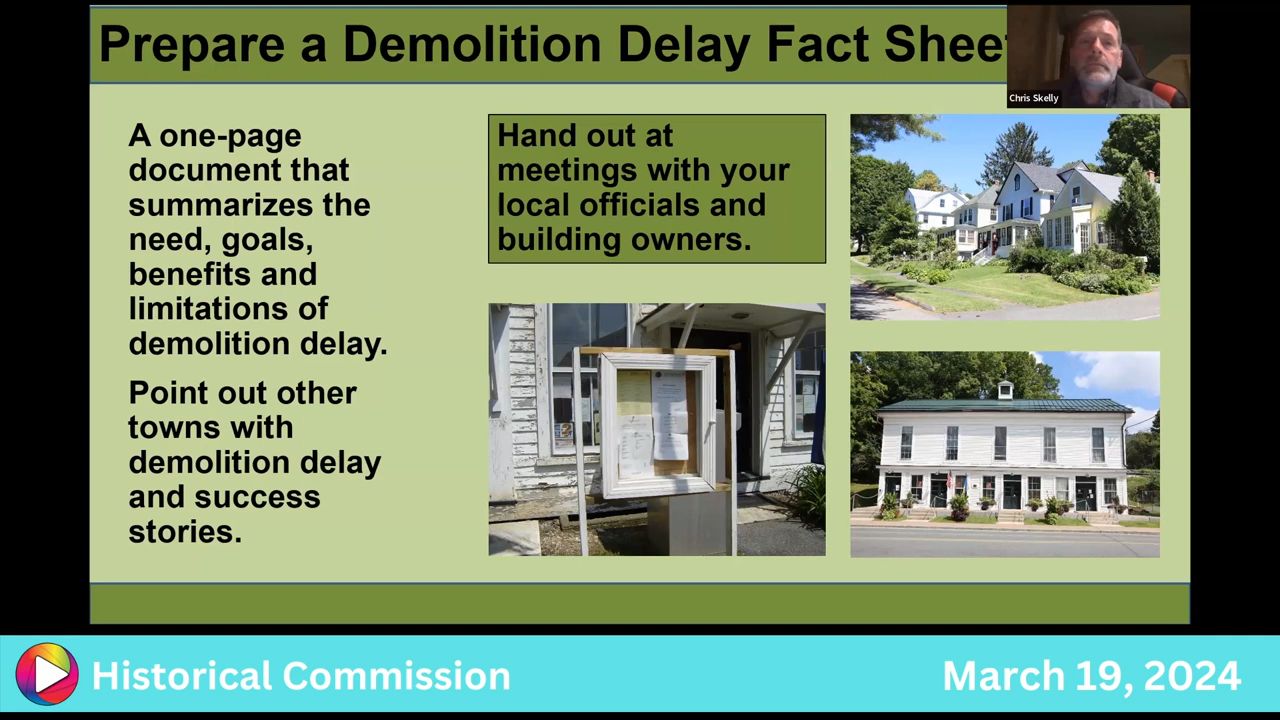 Prepare a Demolition Delay Fact Shee
Chris Skelly
A one-page
document that
summarizes the
need, goals,
benefits and
limitations of
demolition delay.
Point out other
towns with
demolition delay
and success
stories.
Hand out at
meetings with your
local officials and
building owners.
Historical Commission
March 19, 2024